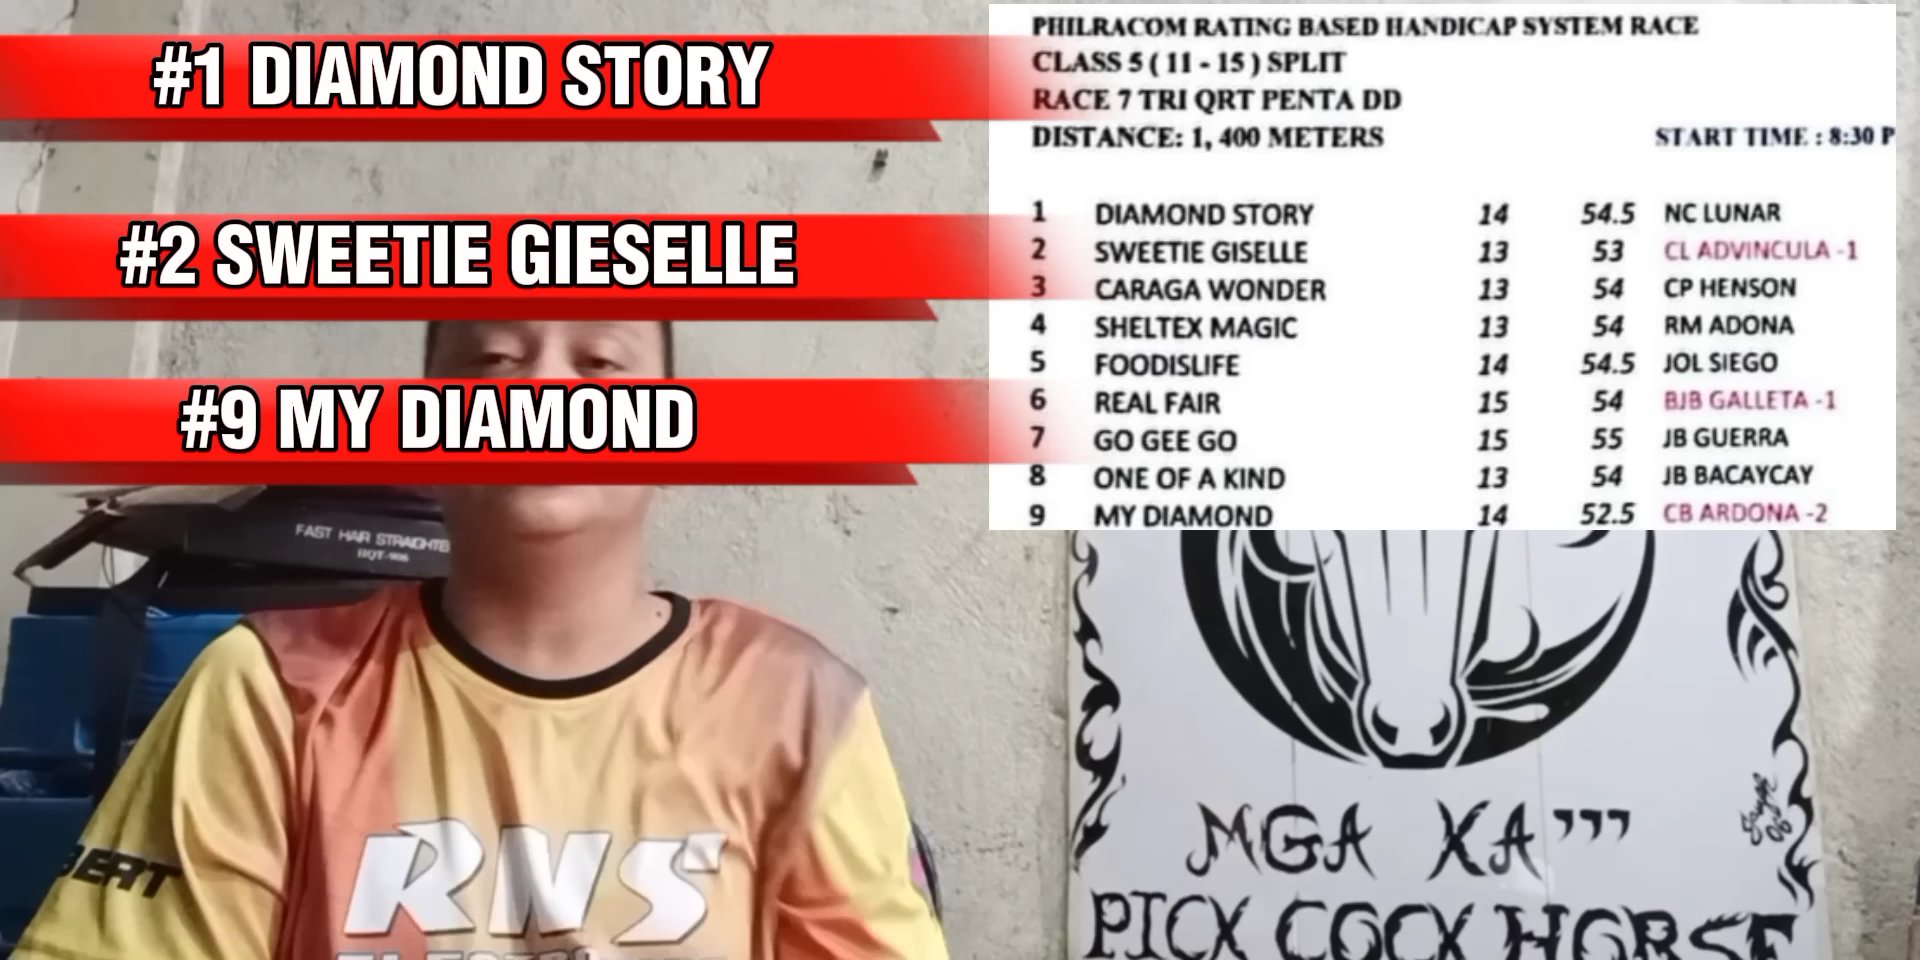 #1 DIAMOND STORY
#2 SWEETIE GIESELLE
#9 MY DIAMOND
PHILRACOM RATING BASED HANDICAP SYSTEM RACE
CLASS 5 ( 11 - 15 ) SPLIT
RACE 7 TRI QRT PENTA DD
DISTANCE: 1, 400 METERS START TIME : 8:30 P
1 DIAMOND STORY 14 54.5 NC LUNAR
2 SWEETIE GISELLE 13 53 CL ADVINCULA -1
3 CARAGA WONDER 13 54 CP HENSON
4 SHELTEX MAGIC 13 54 RM ADONA
5 FOODISLIFE 14 54.5 JOL SIEGO
6 REAL FAIR 15 54 BJB GALLETA -1
7 GO GEE GO 15 55 JB GUERRA
8 ONE OF A KIND 13 54 JB BACAYCAY
9 MY DIAMOND 14 52.5 CB ARDONA -2
FAST HAIR STRAIGHTE
HQT-906
BERT
RNS
MGA KA"'
PICK COCK HORSE